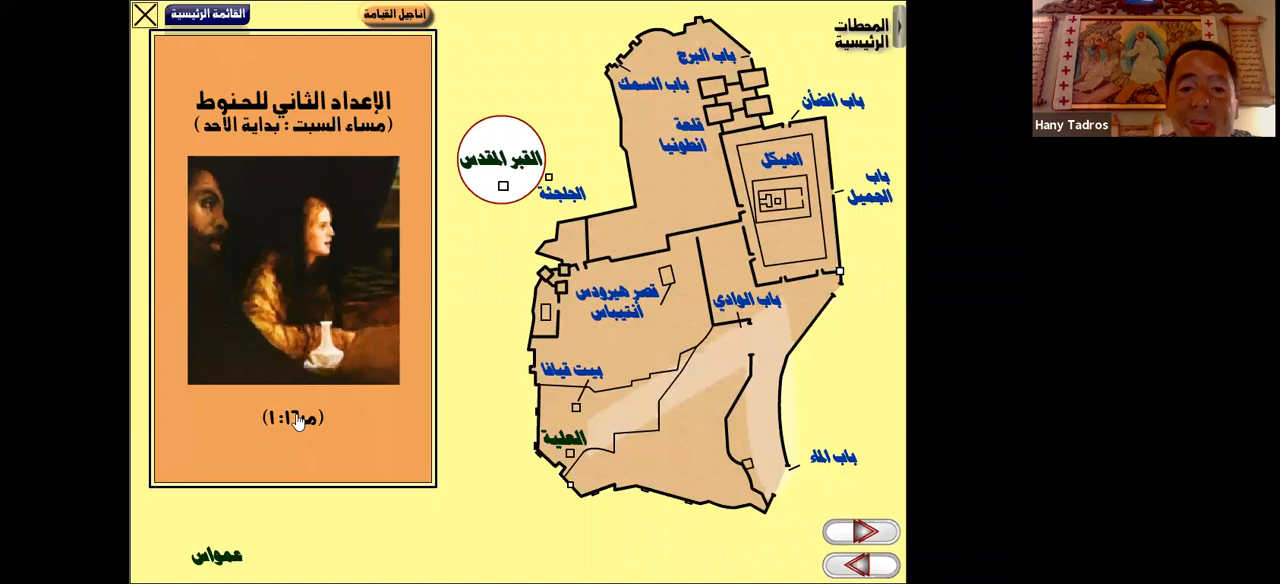 القائمة الرئيسية
أناجيل القيامة
المحطات
الرئيسية
الإعداد الثاني للحنوط
(مساء السبت : بداية الأحد )
(مر١٦: ١)
باب البرج
باب السمك
باب الضأن
قلعة
انطونيا
القبر المقدس
الجلجثة
الهيكل
باب
الجميل
قصر هيرودس
أنتيباس
باب الوادي
بيت قيافا
العلية
باب الماء
عمواس
Hany Tadros